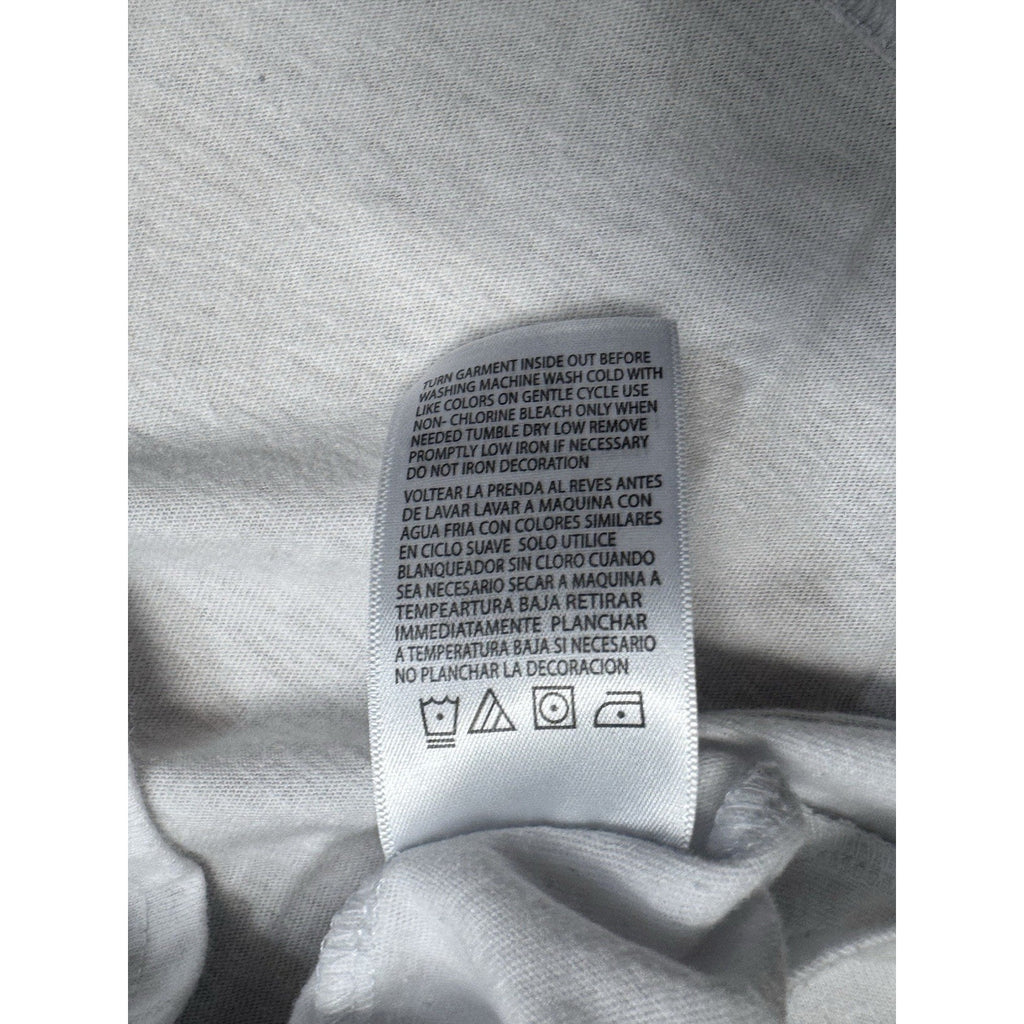 TURN GARMENT INSIDE OUT BEFORE
WASHING MACHINE WASH COLD WITH
LIKE COLORS ON GENTLE CYCLE USE
NON- CHLORINE BLEACH ONLY WHEN
NEEDED TUMBLE DRY LOW REMOVE
PROMPTLY LOW IRON IF NECESSARY
DO NOT IRON DECORATION
VOLTEAR LA PRENDA AL REVES ANTES
DE LAVAR LAVAR A MAQUINA CON
AGUA FRIA CON COLORES SIMILARES
EN CICLO SUAVE SOLO UTILICE
BLANQUEADOR SIN CLORO CUANDO
SEA NECESARIO SECAR A MAQUINA A
TEMPEARTURA BAJA RETIRAR
IMMEDIATAMENTE PLANCHAR
A TEMPERATURA BAJA SI NECESARIO
NO PLANCHAR LA DECORACION